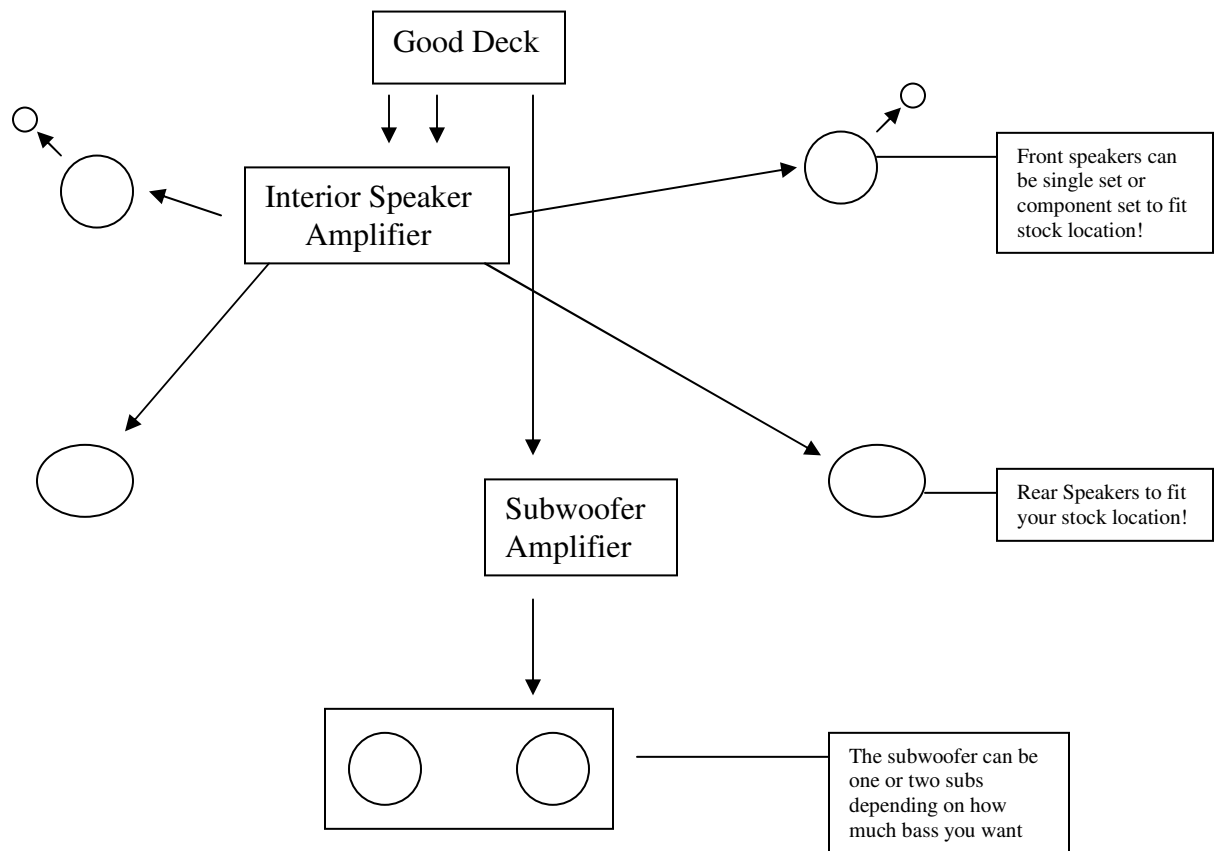 Good Deck
Interior Speaker
Amplifier
Front speakers can
be single set or
component set to fit
stock location!
Subwoofer
Amplifier
Rear Speakers to fit
your stock location!
The subwoofer can be
one or two subs
depending on how
much bass you want